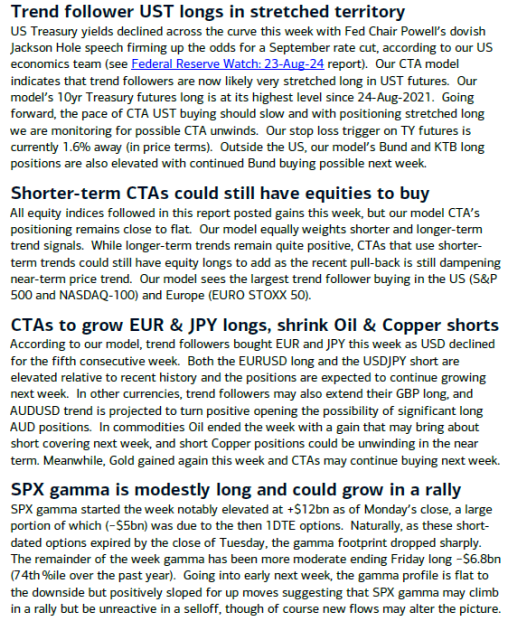 Trend follower UST longs in stretched territory
US Treasury yields declined across the curve this week with Fed Chair Powell's dovish
Jackson Hole speech firming up the odds for a September rate cut, according to our US
economics team (see Federal Reserve Watch: 23-Aug-24 report). Our CTA model
indicates that trend followers are now likely very stretched long in UST futures. Our
model's 10yr Treasury futures long is at its highest level since 24-Aug-2021. Going
forward, the pace of CTA UST buying should slow and with positioning stretched long
we are monitoring for possible CTA unwinds. Our stop loss trigger on TY futures is
currently 1.6% away (in price terms). Outside the US, our model's Bund and KTB long
positions are also elevated with continued Bund buying possible next week.
Shorter-term CTAs could still have equities to buy
All equity indices followed in this report posted gains this week, but our model CTA's
positioning remains close to flat. Our model equally weights shorter and longer-term
trend signals. While longer-term trends remain quite positive, CTAs that use shorter-
term trends could still have equity longs to add as the recent pull-back is still dampening
near-term price trend. Our model sees the largest trend follower buying in the US (S&P
500 and NASDAQ-100) and Europe (EURO STOXX 50).
CTAs to grow EUR & JPY longs, shrink Oil & Copper shorts
According to our model, trend followers bought EUR and JPY this week as USD declined
for the fifth consecutive week. Both the EURUSD long and the USDJPY short are
elevated relative to recent history and the positions are expected to continue growing
next week. In other currencies, trend followers may also extend their GBP long, and
AUDUSD trend is projected to turn positive opening the possibility of significant long
AUD positions. In commodities Oil ended the week with a gain that may bring about
short covering next week, and short Copper positions could be unwinding in the near
term. Meanwhile, Gold gained again this week and CTAs may continue buying next week.
SPX gamma is modestly long and could grow in a rally
SPX gamma started the week notably elevated at +$12bn as of Monday's close, a large
portion of which (~$5bn) was due to the then 1DTE options. Naturally, as these short-
dated options expired by the close of Tuesday, the gamma footprint dropped sharply.
The remainder of the week gamma has been more moderate ending Friday long ~$6.8bn
(74th %ile over the past year). Going into early next week, the gamma profile is flat to
the downside but positively sloped for up moves suggesting that SPX gamma may climb
in a rally but be unreactive in a selloff, though of course new flows may alter the picture.